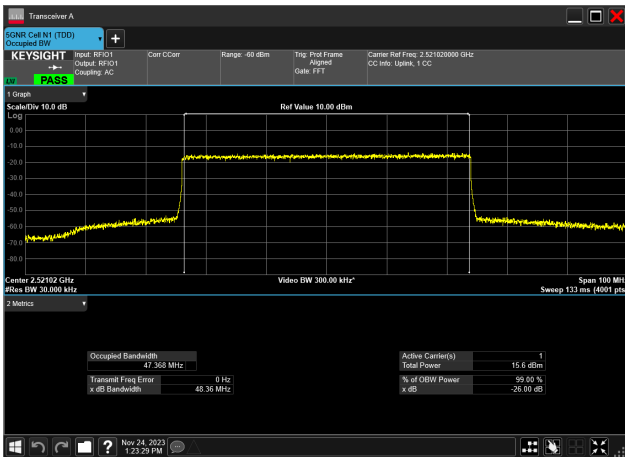 Transceiver A
5GNR Cell N1 (TDD)
Occupied BW
KEYSIGHT
Input: RFIO1
Output: RFIO1
Coupling: AC
Corr CCorr
Range: -60 dBm
Trig: Prot Frame
Aligned
Gate: FFT
Carrier Ref Freq: 2.521020000 GHz
CC Info: Uplink, 1 CC
PASS
1 Graph
Scale/Div 10.0 dB
Ref Value 10.00 dBm
Log
0.00
-10.0
-20.0
-30.0
-40.0
-50.0
-60.0
-70.0
-80.0
Center 2.52102 GHz
Video BW 300.00 kHz*
Span 100 MHz
#Res BW 30.000 kHz
Sweep 133 ms (4001 pts)
2 Metrics
Occupied Bandwidth
47.368 MHz
Transmit Freq Error 0 Hz
x dB Bandwidth 48.36 MHz
Active Carrier(s) 1
Total Power 15.6 dBm
% of OBW Power 99.00 %
x dB -26.00 dB
Nov 24, 2023
1:23:29 PM